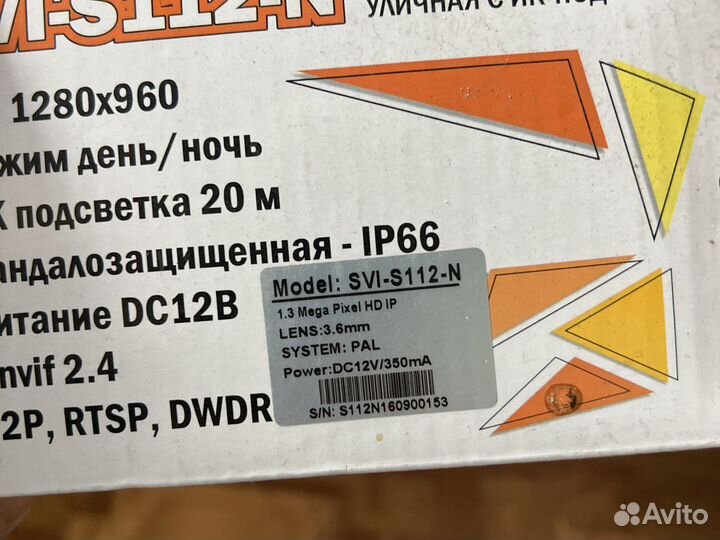 VI-S112-N
УЛИЧНАЯ С ИК-ПОД
1280x960
жим день/ночь
К подсветка 20 м
андалозащищенная - IP66
итание DC12В
nvif 2.4
2P, RTSP, DWDR
Model: SVI-S112-N
1.3 Mega Pixel HD IP
LENS:3.6mm
SYSTEM: PAL
Power:DC12V/350mA
S/N: S112N160900153
Avito